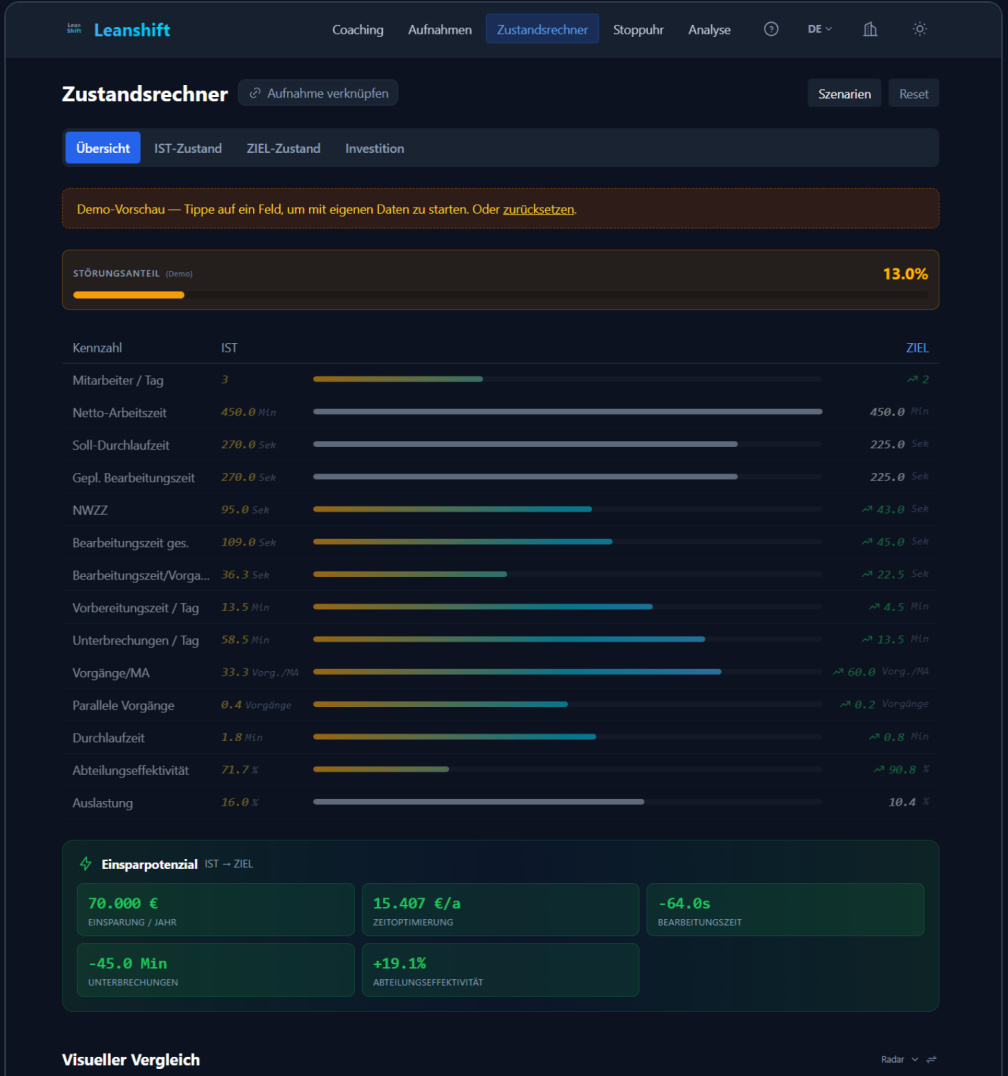 Lean Shift Leanshift Coaching Aufnahmen Zustandsrechner Stoppuhr Analyse ? DE
Zustandsrechner Aufnahme verknüpfen Szenarien Reset
Übersicht IST-Zustand ZIEL-Zustand Investition
Demo-Vorschau — Tippe auf ein Feld, um mit eigenen Daten zu starten. Oder zurücksetzen.
STÖRUNGSANTEIL (Demo) 13.0%
Kennzahl IST ZIEL
Mitarbeiter / Tag 3 2
Netto-Arbeitszeit 450.0 Min 450.0 Min
Soll-Durchlaufzeit 270.0 Sek 225.0 Sek
Gepl. Bearbeitungszeit 270.0 Sek 225.0 Sek
NWZZ 95.0 Sek 43.0 Sek
Bearbeitungszeit ges. 109.0 Sek 45.0 Sek
Bearbeitungszeit/Vorga... 36.3 Sek 22.5 Sek
Vorbereitungszeit / Tag 13.5 Min 4.5 Min
Unterbrechungen / Tag 58.5 Min 13.5 Min
Vorgänge/MA 33.3 Vorg./MA 60.0 Vorg./MA
Parallele Vorgänge 0.4 Vorgänge 0.2 Vorgänge
Durchlaufzeit 1.8 Min 0.8 Min
Abteilungseffektivität 71.7 % 90.8 %
Auslastung 16.0 % 10.4 %
Einsparpotenzial IST → ZIEL
70.000 € 15.407 €/a -64.0s
EINSPARUNG / JAHR ZEITOPTIMIERUNG BEARBEITUNGSZEIT
-45.0 Min +19.1%
UNTERBRECHUNGEN ABTEILUNGSEFFEKTIVITÄT
Visueller Vergleich Radar